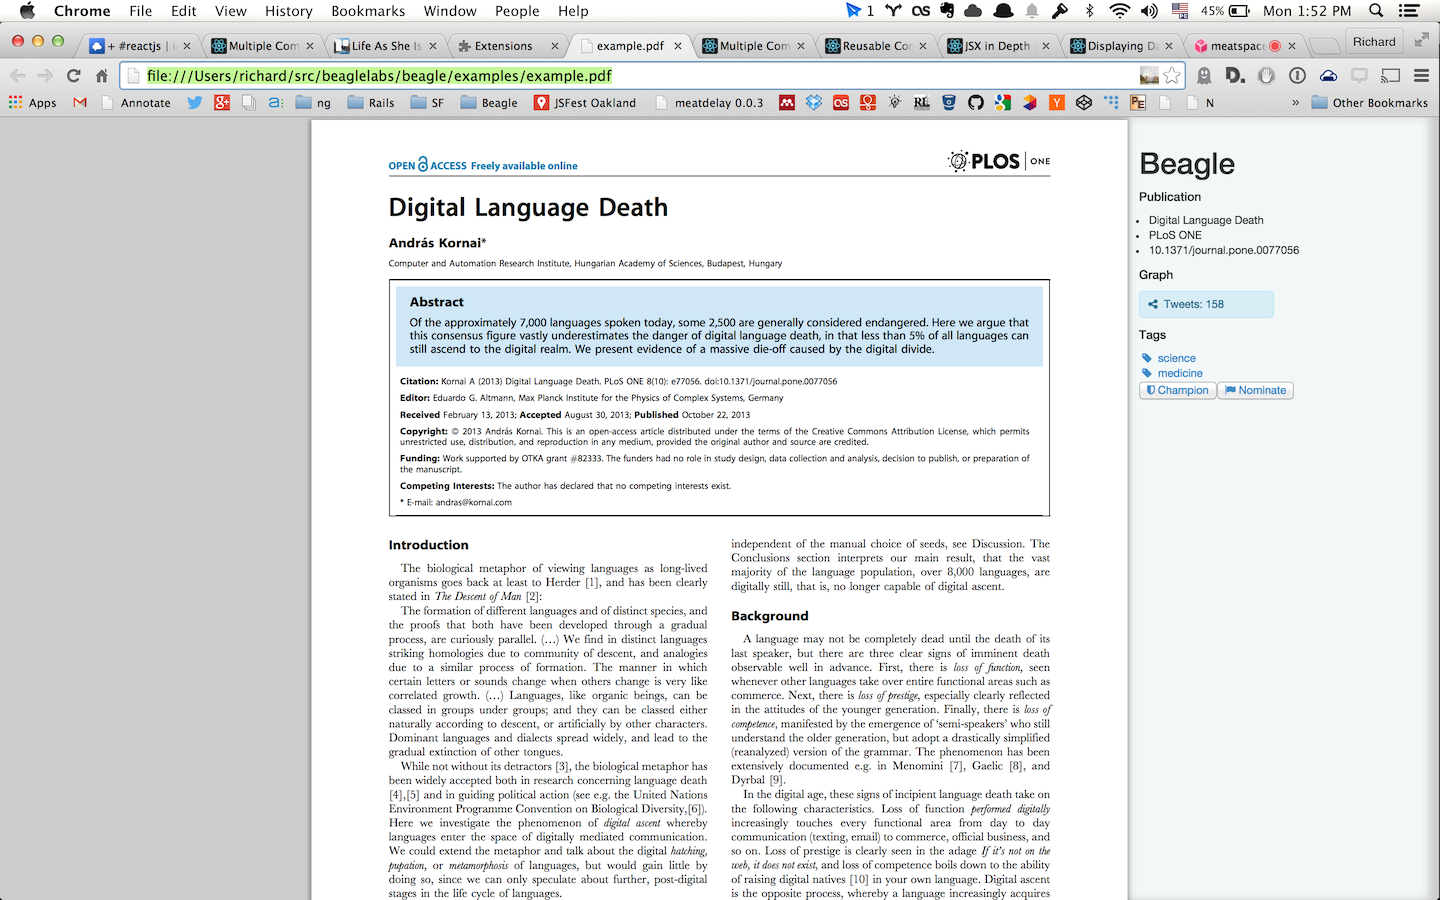 Chrome File Edit View History Bookmarks Window People Help 1 45% Mon 1:52 PM
+ #reactjs | Multiple Com Life As She Is Extensions example.pdf Multiple Com Reusable Co JSX in Depth Displaying D meatspac Richard
file:///Users/richard/src/beaglelabs/beagle/examples/example.pdf
Apps Annotate ng Rails SF Beagle JSFest Oakland meatdelay 0.0.3 N » Other Bookmarks
OPEN ACCESS Freely available online
PLOS ONE
Digital Language Death
András Kornai*
Computer and Automation Research Institute, Hungarian Academy of Sciences, Budapest, Hungary
Abstract
Of the approximately 7,000 languages spoken today, some 2,500 are generally considered endangered. Here we argue that
this consensus figure vastly underestimates the danger of digital language death, in that less than 5% of all languages can
still ascend to the digital realm. We present evidence of a massive die-off caused by the digital divide.
Citation: Kornai A (2013) Digital Language Death. PLoS ONE 8(10): e77056. doi:10.1371/journal.pone.0077056
Editor: Eduardo G. Altmann, Max Planck Institute for the Physics of Complex Systems, Germany
Received February 13, 2013; Accepted August 30, 2013; Published October 22, 2013
Copyright: © 2013 András Kornai. This is an open-access article distributed under the terms of the Creative Commons Attribution License, which permits
unrestricted use, distribution, and reproduction in any medium, provided the original author and source are credited.
Funding: Work supported by OTKA grant #82333. The funders had no role in study design, data collection and analysis, decision to publish, or preparation of
the manuscript.
Competing Interests: The author has declared that no competing interests exist.
* E-mail: andras@kornai.com
Introduction
The biological metaphor of viewing languages as long-lived
organisms goes back at least to Herder [1], and has been clearly
stated in The Descent of Man [2]:
The formation of different languages and of distinct species, and
the proofs that both have been developed through a gradual
process, are curiously parallel. (…) We find in distinct languages
striking homologies due to community of descent, and analogies
due to a similar process of formation. The manner in which
certain letters or sounds change when others change is very like
correlated growth. (…) Languages, like organic beings, can be
classed in groups under groups; and they can be classed either
naturally according to descent, or artificially by other characters.
Dominant languages and dialects spread widely, and lead to the
gradual extinction of other tongues.
While not without its detractors [3], the biological metaphor has
been widely accepted both in research concerning language death
[4],[5] and in guiding political action (see e.g. the United Nations
Environment Programme Convention on Biological Diversity,[6]).
Here we investigate the phenomenon of digital ascent whereby
languages enter the space of digitally mediated communication.
We could extend the metaphor and talk about the digital hatching,
pupation, or metamorphosis of languages, but would gain little by
doing so, since we can only speculate about further, post-digital
stages in the life cycle of languages.
independent of the manual choice of seeds, see Discussion. The
Conclusions section interprets our main result, that the vast
majority of the language population, over 8,000 languages, are
digitally still, that is, no longer capable of digital ascent.
Background
A language may not be completely dead until the death of its
last speaker, but there are three clear signs of imminent death
observable well in advance. First, there is loss of function, seen
whenever other languages take over entire functional areas such as
commerce. Next, there is loss of prestige, especially clearly reflected
in the attitudes of the younger generation. Finally, there is loss of
competence, manifested by the emergence of 'semi-speakers' who still
understand the older generation, but adopt a drastically simplified
(reanalyzed) version of the grammar. The phenomenon has been
extensively documented e.g. in Menomini [7], Gaelic [8], and
Dyrbal [9].
In the digital age, these signs of incipient language death take on
the following characteristics. Loss of function performed digitally
increasingly touches every functional area from day to day
communication (texting, email) to commerce, official business, and
so on. Loss of prestige is clearly seen in the adage If it's not on the
web, it does not exist, and loss of competence boils down to the ability
of raising digital natives [10] in your own language. Digital ascent
is the opposite process, whereby a language increasingly acquires
Beagle
Publication
• Digital Language Death
• PLoS ONE
• 10.1371/journal.pone.0077056
Graph
Tweets: 158
Tags
science
medicine
Champion Nominate